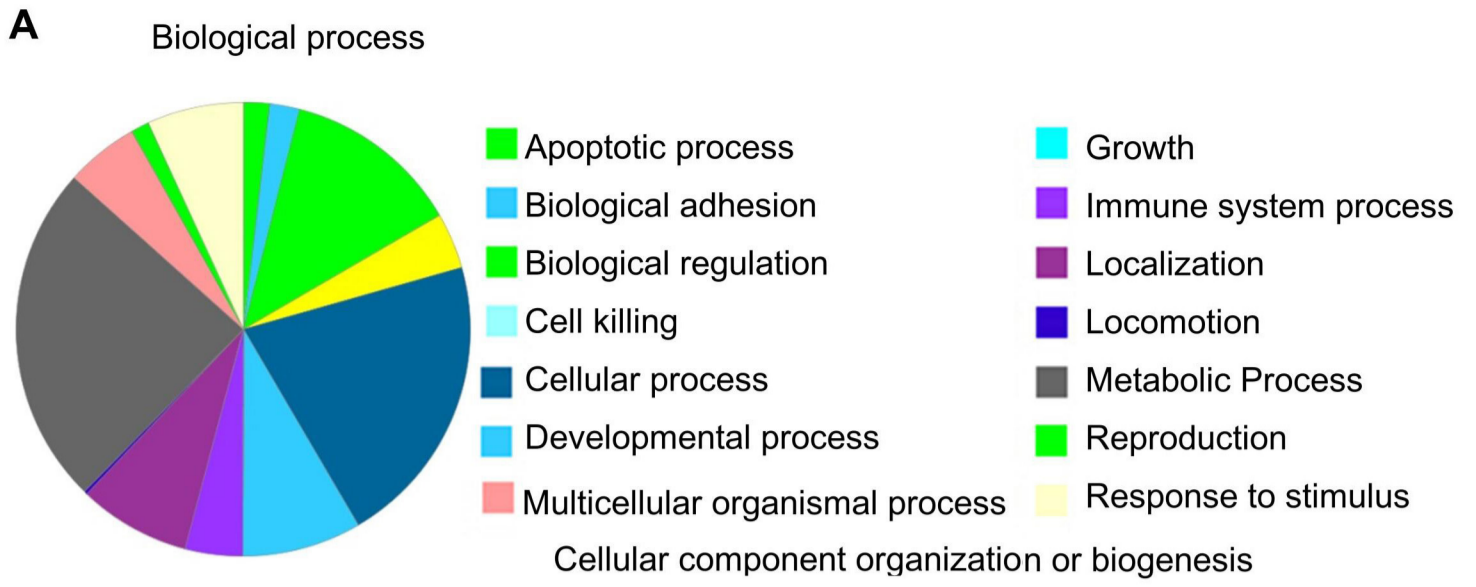 A
Biological process
Apoptotic process
Biological adhesion
Biological regulation
Cell killing
Cellular process
Developmental process
Multicellular organismal process
Growth
Immune system process
Localization
Locomotion
Metabolic Process
Reproduction
Response to stimulus
Cellular component organization or biogenesis